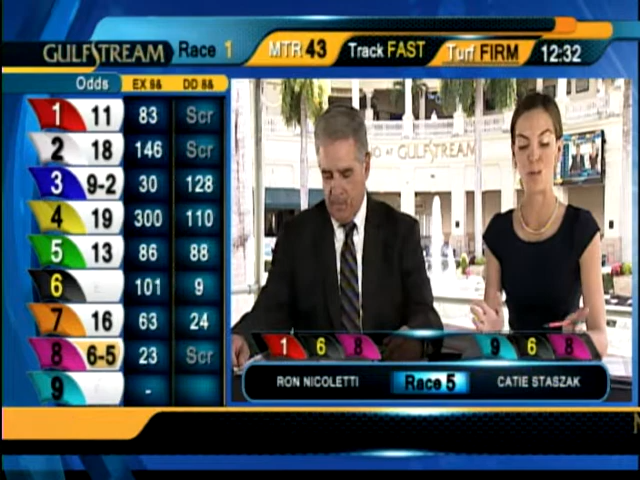 GULFSTREAM Race 1 MTR 43 Track FAST Turf FIRM 12:32
Odds EX 9& DD 8&
1 11 83 Scr
2 18 146 Scr
3 9-2 30 128
4 19 300 110
5 13 86 88
6 101 9
7 16 63 24
8 6-5 23 Scr
9 -
AT GULFSTREAM
1 6 8 9 6 8
RON NICOLETTI Race 5 CATIE STASZAK